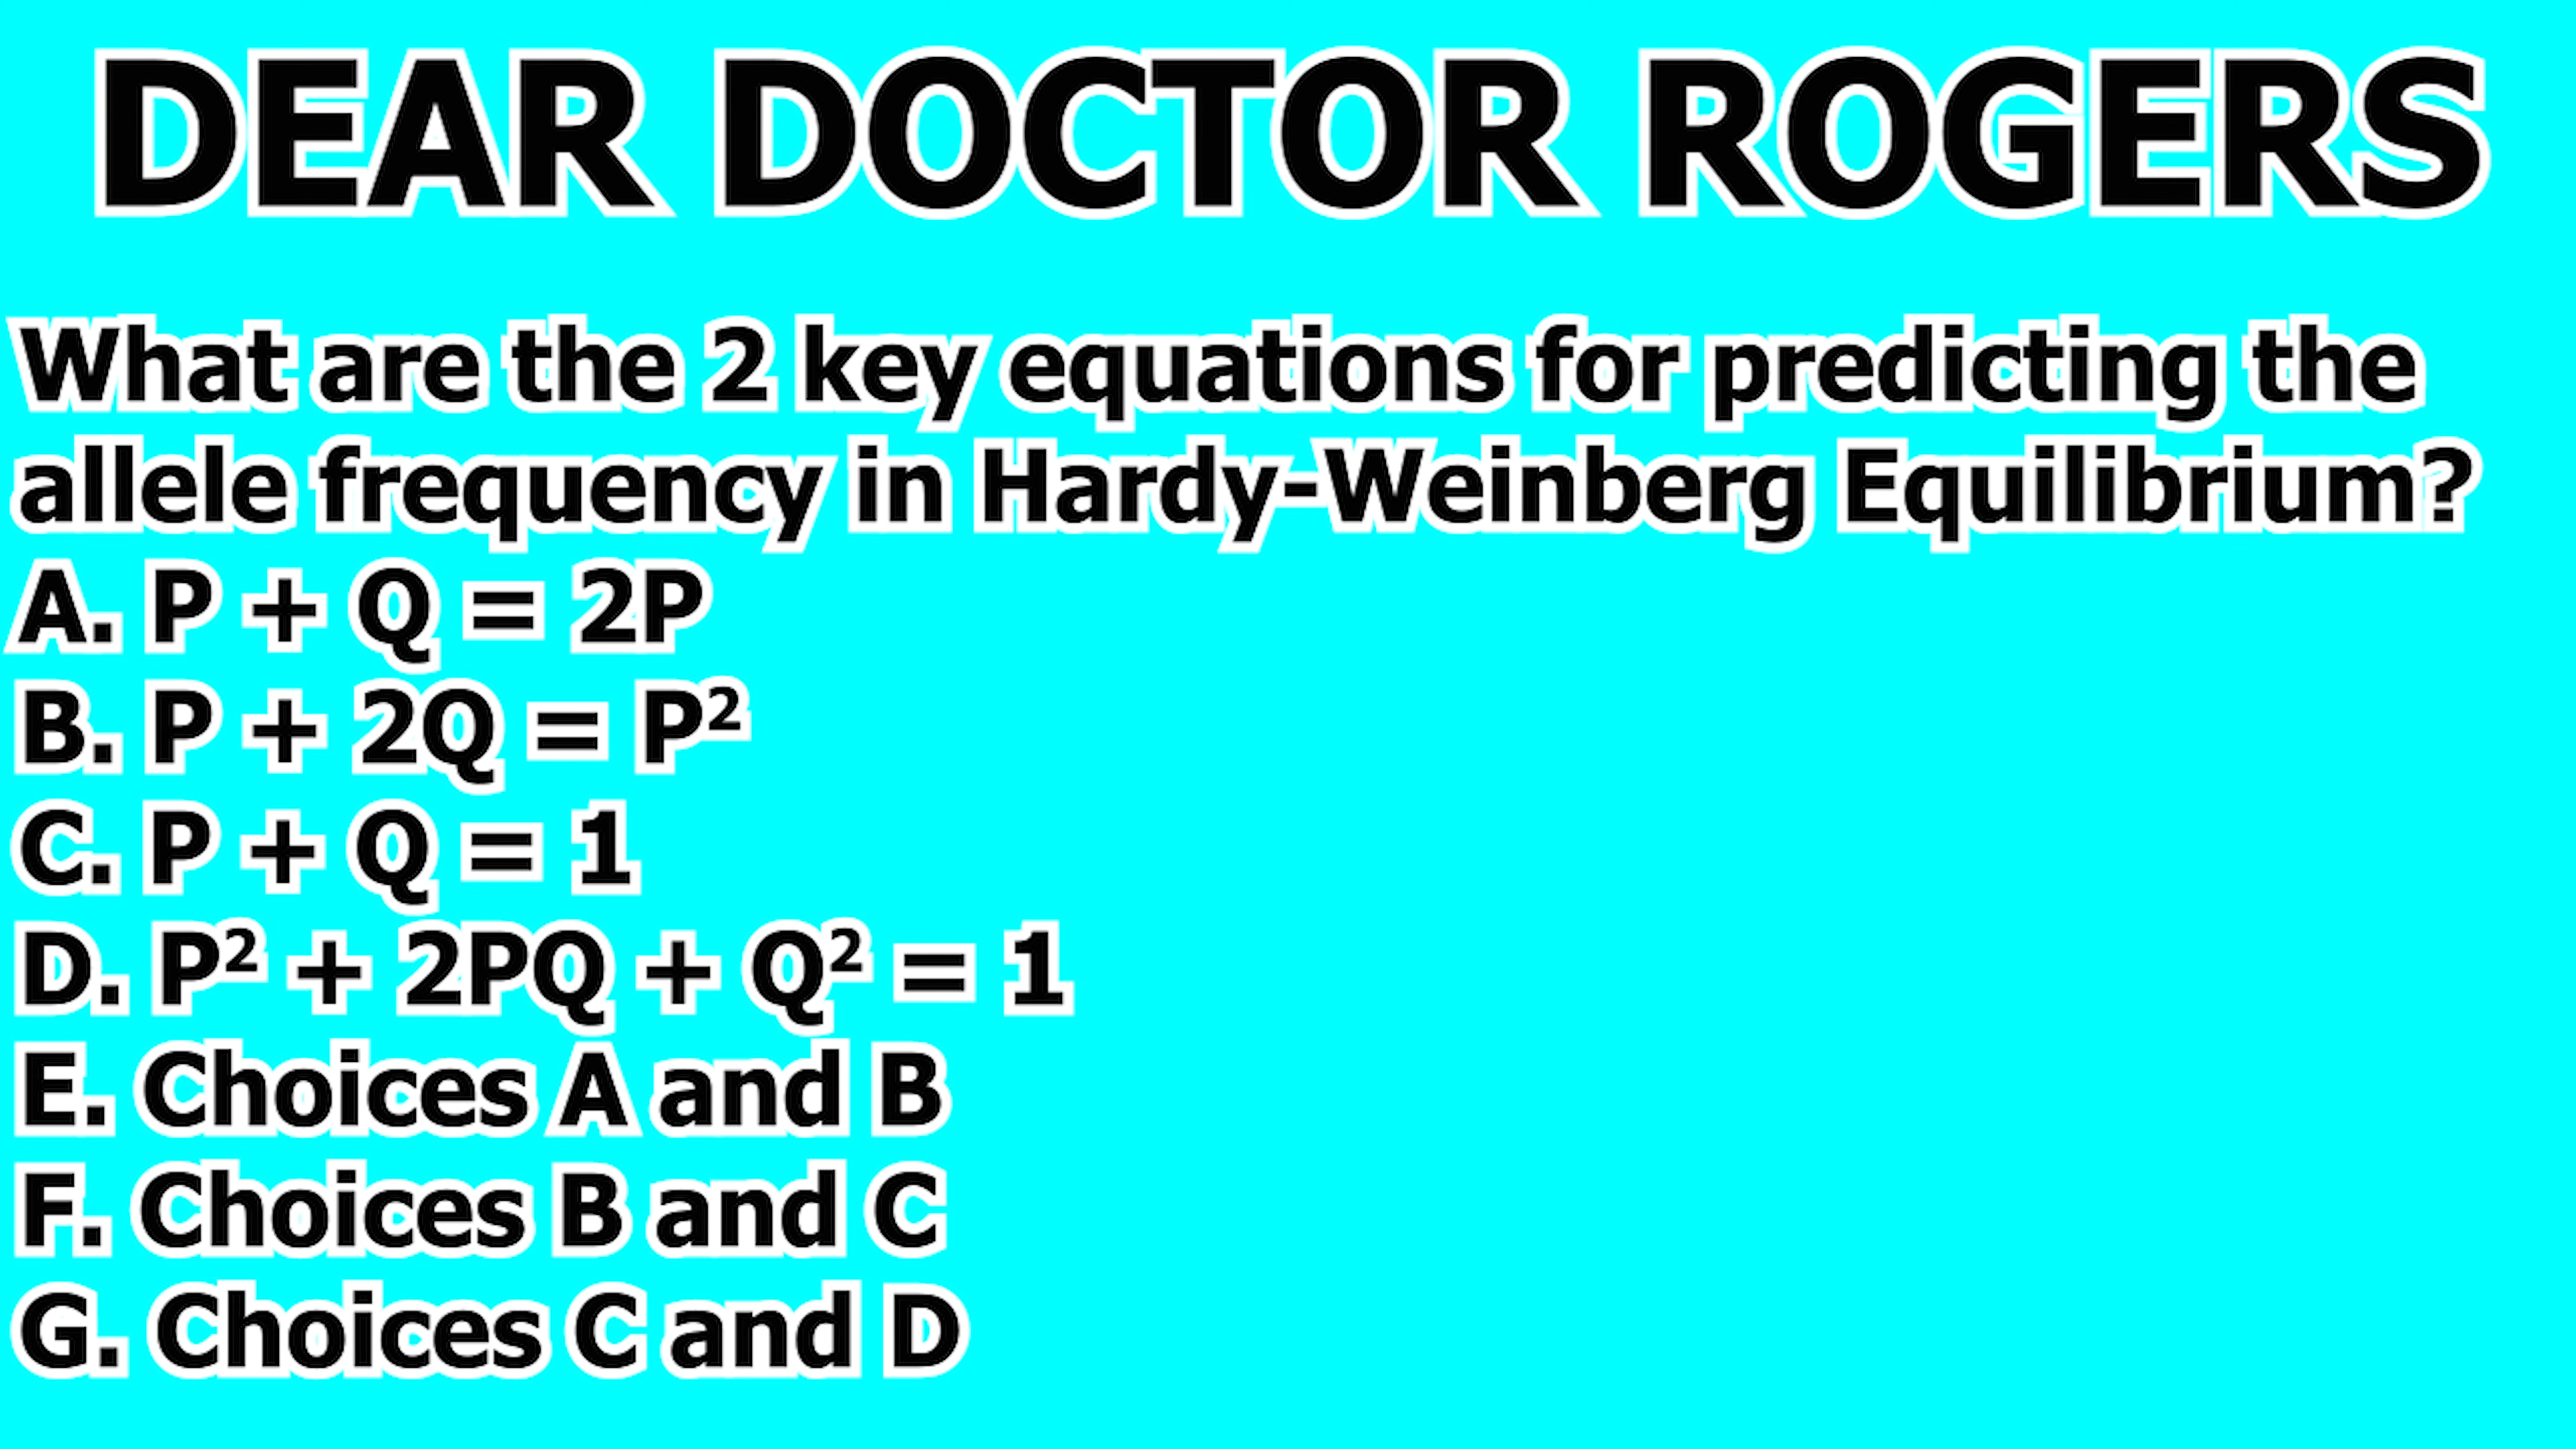 DEAR DOCTOR ROGERS
What are the 2 key equations for predicting the
allele frequency in Hardy-Weinberg Equilibrium?
A. P + Q = 2P
B. P + 2Q = P²
C. P + Q = 1
D. P² + 2PQ + Q² = 1
E. Choices A and B
F. Choices B and C
G. Choices C and D